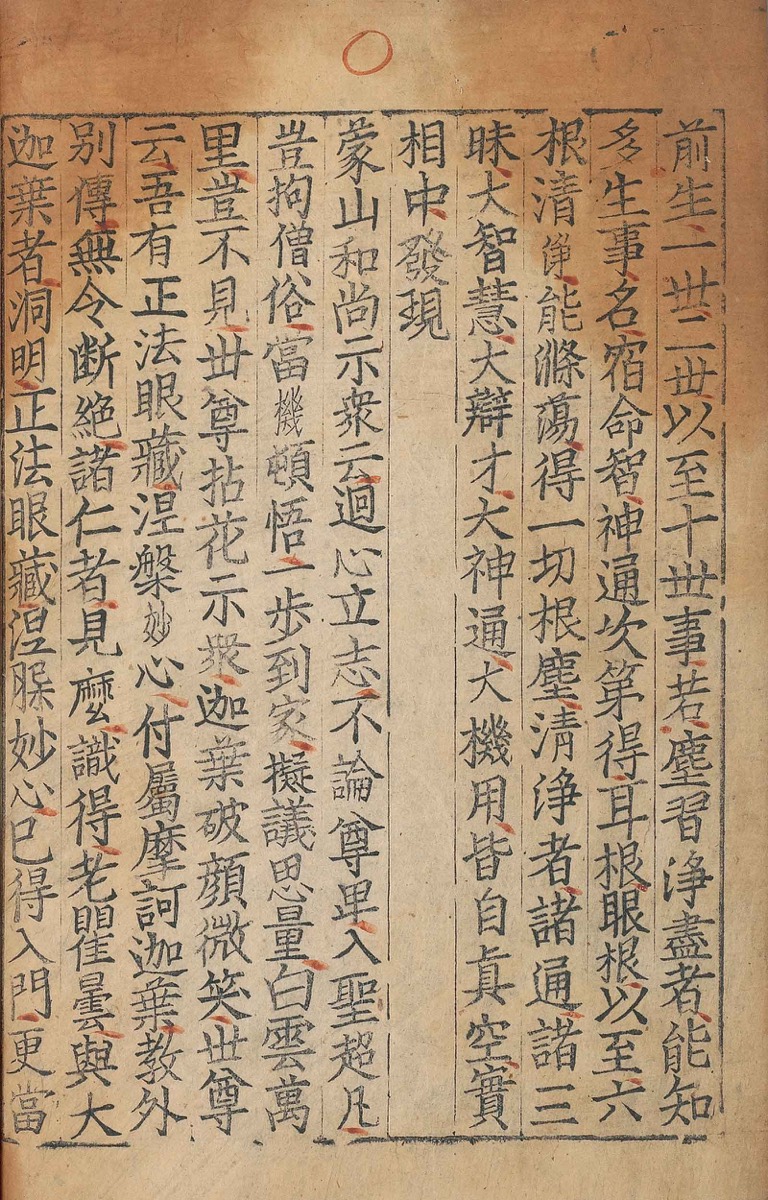 前生一世二世以至十世事若塵習淨盡者能知
多生事名宿命智神通次第得耳根眼根以至六
根清淨能滌蕩得一切根塵清淨者諸通諸三
昧大智慧大辯才大神通大機用皆自真空實
相中發現
蒙山和尚示衆云迴心立志不論尊卑入聖超凡
豈拘僧俗當機頓悟一步到家擬議思量白雲萬
里豈不見世尊拈花示衆迦葉破顔微笑世尊
云吾有正法眼藏涅槃妙心付屬摩訶迦葉教外
別傳無令断絶諸仁者見麽識得老瞿曇與大
迦葉者洞明正法眼藏涅槃妙心已得入門更當